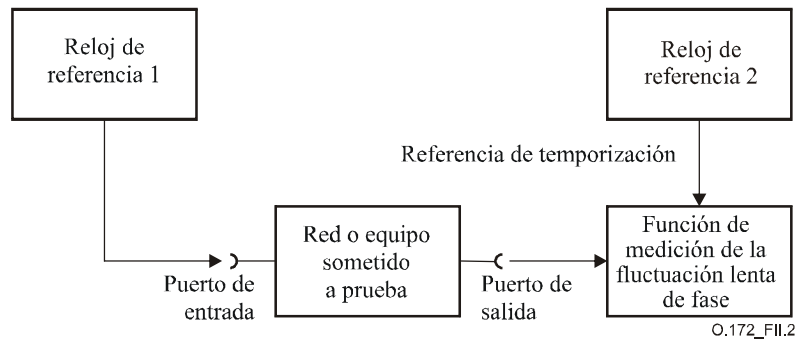 Reloj de
referencia 1
Reloj de
referencia 2
Referencia de temporización
Red o equipo
sometido
a prueba
Función de
medición de la
fluctuación lenta
de fase
Puerto de
entrada
Puerto de
salida
O.172_FII.2